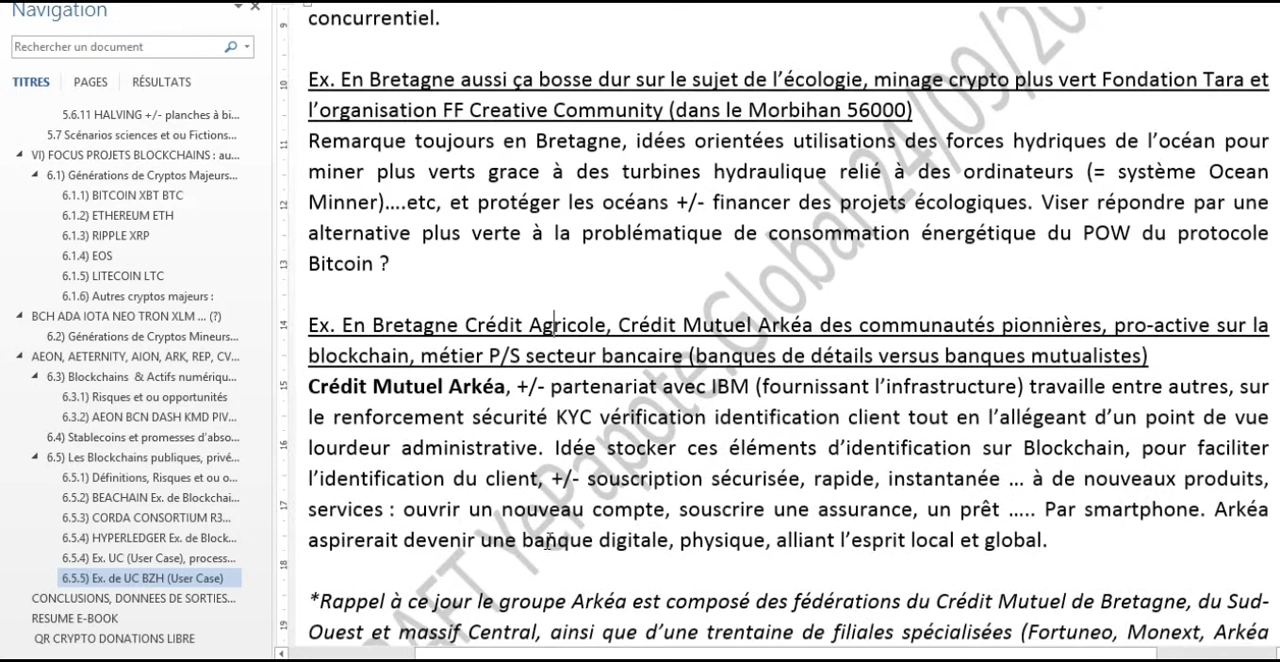 Navigation
Rechercher un document
TITRES PAGES RÉSULTATS
5.6.11 HALVING +/- planches à bi...
5.7 Scénarios sciences et ou Fictions...
VI) FOCUS PROJETS BLOCKCHAINS : au...
6.1) Générations de Cryptos Majeurs...
6.1.1) BITCOIN XBT BTC
6.1.2) ETHEREUM ETH
6.1.3) RIPPLE XRP
6.1.4) EOS
6.1.5) LITECOIN LTC
6.1.6) Autres cryptos majeurs :
BCH ADA IOTA NEO TRON XLM ... (?)
6.2) Générations de Cryptos Mineurs...
AEON, AETERNITY, AION, ARK, REP, CV...
6.3) Blockchains & Actifs numériqu...
6.3.1) Risques et ou opportunités
6.3.2) AEON BCN DASH KMD PIV...
6.4) Stablecoins et promesses d'abso...
6.5) Les Blockchains publiques, privé...
6.5.1) Définitions, Risques et ou o...
6.5.2) BEACHAIN Ex. de Blockchai...
6.5.3) CORDA CONSORTIUM R3...
6.5.4) HYPERLEDGER Ex. de Block...
6.5.4) Ex. UC (User Case), process...
6.5.5) Ex. de UC BZH (User Case)
CONCLUSIONS, DONNEES DE SORTIES...
RESUME E-BOOK
QR CRYPTO DONATIONS LIBRE
9
10
11
12
13
14
15
16
17
18
19
concurrentiel.
Ex. En Bretagne aussi ça bosse dur sur le sujet de l'écologie, minage crypto plus vert Fondation Tara et
l'organisation FF Creative Community (dans le Morbihan 56000)
Remarque toujours en Bretagne, idées orientées utilisations des forces hydriques de l'océan pour
miner plus verts grace à des turbines hydraulique relié à des ordinateurs (= système Ocean
Minner)....etc, et protéger les océans +/- financer des projets écologiques. Viser répondre par une
alternative plus verte à la problématique de consommation énergétique du POW du protocole
Bitcoin ?
Ex. En Bretagne Crédit Agricole, Crédit Mutuel Arkéa des communautés pionnières, pro-active sur la
blockchain, métier P/S secteur bancaire (banques de détails versus banques mutualistes)
Crédit Mutuel Arkéa, +/- partenariat avec IBM (fournissant l'infrastructure) travaille entre autres, sur
le renforcement sécurité KYC vérification identification client tout en l'allégeant d'un point de vue
lourdeur administrative. Idée stocker ces éléments d'identification sur Blockchain, pour faciliter
l'identification du client, +/- souscription sécurisée, rapide, instantanée ... à de nouveaux produits,
services : ouvrir un nouveau compte, souscrire une assurance, un prêt ..... Par smartphone. Arkéa
aspirerait devenir une banque digitale, physique, alliant l'esprit local et global.
*Rappel à ce jour le groupe Arkéa est composé des fédérations du Crédit Mutuel de Bretagne, du Sud-
Ouest et massif Central, ainsi que d'une trentaine de filiales spécialisées (Fortuneo, Monext, Arkéa
AFT YePappte.Global 24/09/20